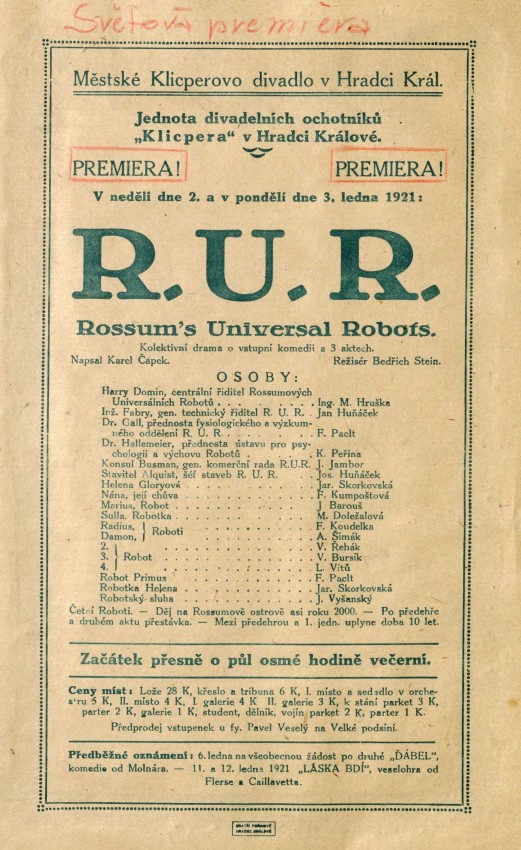 Světová premièra
Městské Klicperovo divadlo v Hradci Král.
Jednota divadelních ochotníků
„Klicpera" v Hradci Králové.
PREMIERA! PREMIERA!
V neděli dne 2. a v pondělí dne 3. ledna 1921:
R. U. R.
Rossum's Universal Robots.
Kolektivní drama o vstupní komedii a 3 aktech.
Napsal Karel Čapek. Režisér Bedřich Stein.
OSOBY:
Harry Domin, centrální řiditel Rossumových
Universálních Robotů . . . . . . . . . Ing. M. Hruška
Inž. Fabry, gen. technický řiditel R. U. R. . Jan Huňáček
Dr. Gall, přednosta fysiologického a výzkum-
ného oddělení R. U. R. . . . . . . . . F. Paclt
Dr. Hallemeier, přednosta ústavu pro psy-
chologii a výchovu Robotů . . . . . . K. Peřina
Konsul Busman, gen. komerční rada R.U.R. J. Jambor
Stavitel Alquist, šéf staveb R. U. R. . . Jos. Huňáček
Helena Gloryová . . . . . . . . . . . Jar. Skorkovská
Nána, její chůva . . . . . . . . . . . F. Kumpoštová
Marius, Robot . . . . . . . . . . . . J Barouš
Sulla, Robotka . . . . . . . . . . . . M. Doležalová
Radius, } Roboti . . . . . . . . . . . F. Koudelka
Damon, . . . . . . . . . . . A. Šimák
2. . . . . . . . . . . . . V. Řehák
3. } Robot . . . . . . . . . . . . V. Bursík
4. . . . . . . . . . . . . L. Vítů
Robot Primus . . . . . . . . . . . . F. Paclt
Robotka Helena . . . . . . . . . . . Jar. Skorkovská
Robotský sluha . . . . . . . . . . . J. Vyšanský
Četní Roboti. — Děj na Rossumově ostrově asi roku 2000. — Po předehře
a druhém aktu přestávka. — Mezi předehrou a 1. jedn. uplyne doba 10 let.
Začátek přesně o půl osmé hodině večerní.
Ceny míst: Lože 28 K, křeslo a tribuna 6 K, I. místo a sedadlo v orche-
stru 5 K, II. místo 4 K, I. galerie 4 K II. galerie 3 K, k stání parket 3 K,
parter 2 K, galerie 1 K, student, dělník, vojín parket 2 K, parter 1 K.
Předprodej vstupenek u fy. Pavel Veselý na Velké podsíni.
Předběžné oznámení: 6. ledna na všeobecnou žádost po druhé „ĎÁBEL",
komedie od Molnára. — 11. a 12. ledna 1921 „LÁSKA BDÍ", veselohra od
Flerse a Caillavetta.
HRADEC KRÁLOVÉ